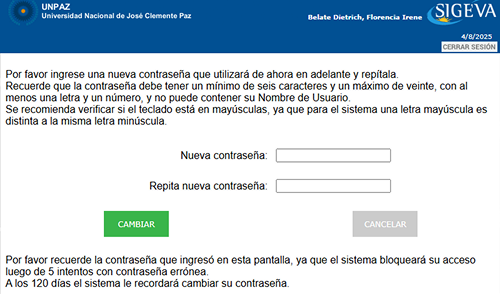 UNPAZ
Universidad Nacional de José Clemente Paz
Belate Dietrich, Florencia Irene
SIGEVA
4/8/2025
CERRAR SESIÓN
Por favor ingrese una nueva contraseña que utilizará de ahora en adelante y repítala.
Recuerde que la contraseña debe tener un mínimo de seis caracteres y un máximo de veinte, con al
menos una letra y un número, y no puede contener su Nombre de Usuario.
Se recomienda verificar si el teclado está en mayúsculas, ya que para el sistema una letra mayúscula es
distinta a la misma letra minúscula.
Nueva contraseña:
Repita nueva contraseña:
CAMBIAR
CANCELAR
Por favor recuerde la contraseña que ingresó en esta pantalla, ya que el sistema bloqueará su acceso
luego de 5 intentos con contraseña errónea.
A los 120 días el sistema le recordará cambiar su contraseña.